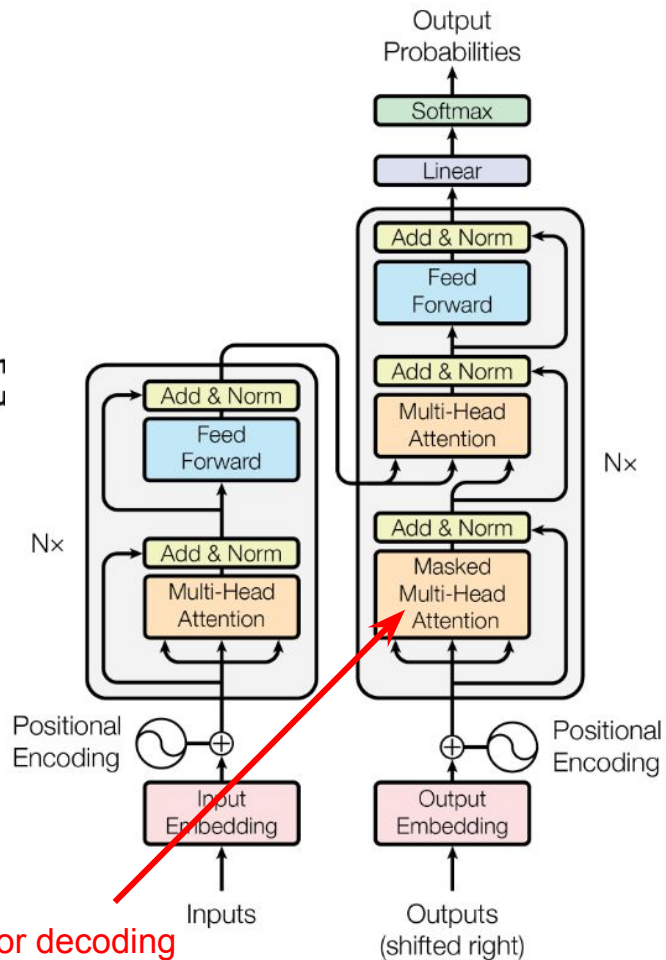 Output
Probabilities
Softmax
Linear
Add & Norm
Feed
Forward
Add & Norm
Multi-Head
Attention
Nx
Add & Norm
Masked
Multi-Head
Attention
Add & Norm
Feed
Forward
Nx
Add & Norm
Multi-Head
Attention
Positional
Encoding
Positional
Encoding
Input
Embedding
Output
Embedding
Inputs
Outputs
(shifted right)
or decoding